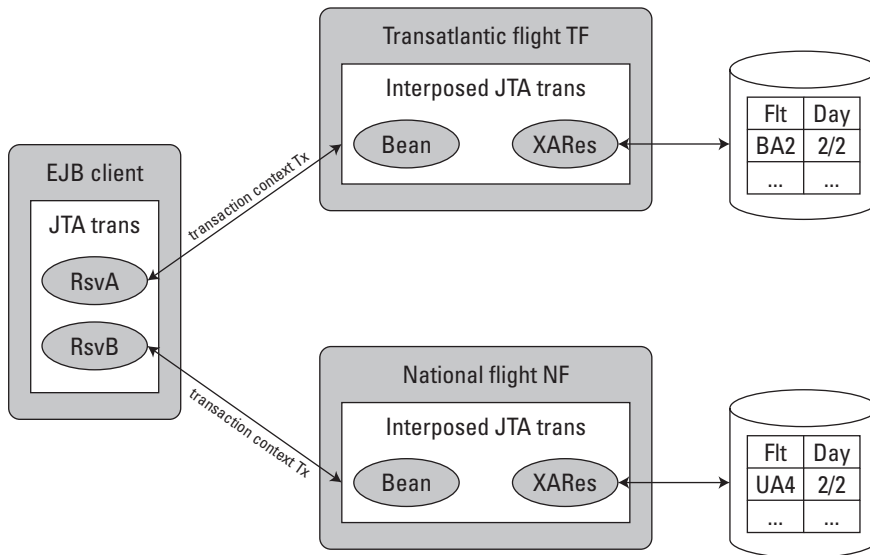 Transatlantic flight TF
Interposed JTA trans
Bean
XARes
Flt Day
BA2 2/2
... ...
transaction context Tx
EJB client
JTA trans
RsvA
RsvB
transaction context Tx
National flight NF
Interposed JTA trans
Bean
XARes
Flt Day
UA4 2/2
... ...